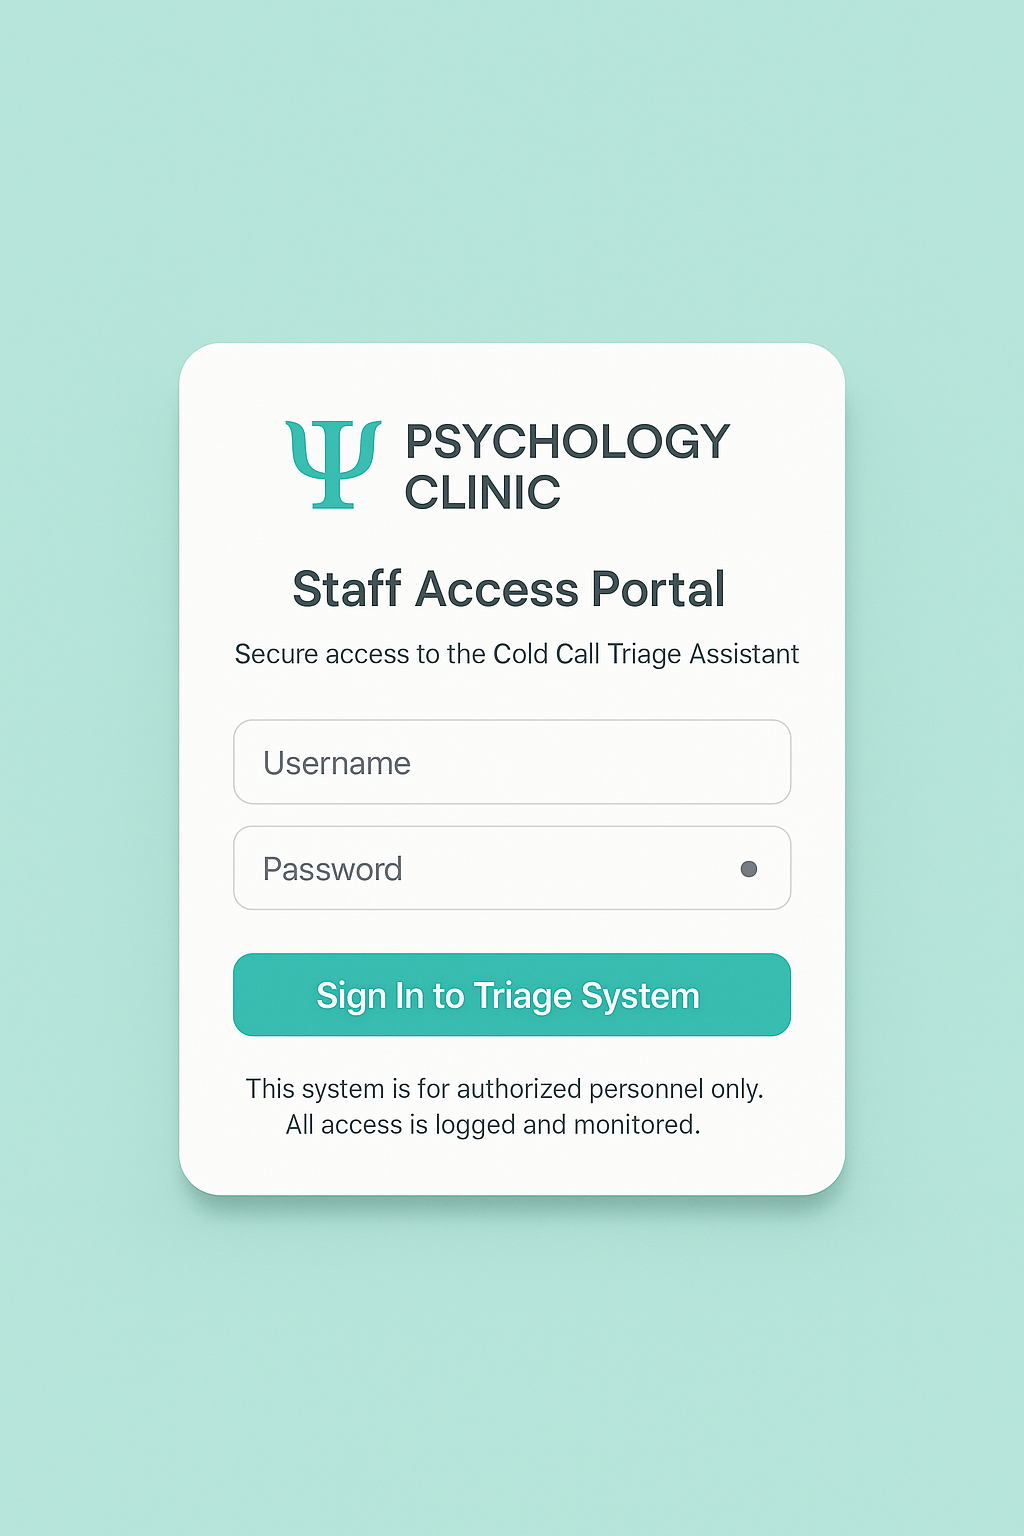 Ψ PSYCHOLOGY
CLINIC
Staff Access Portal
Secure access to the Cold Call Triage Assistant
Username
Password
Sign In to Triage System
This system is for authorized personnel only.
All access is logged and monitored.